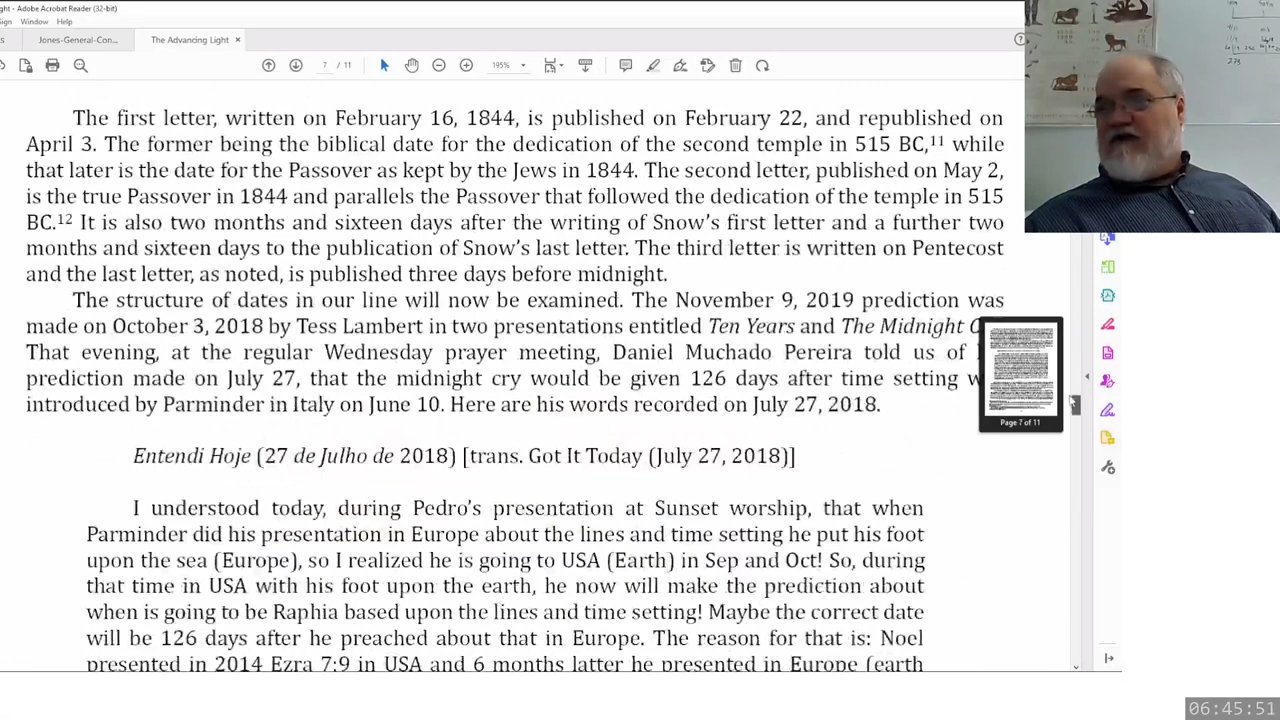 ght - Adobe Acrobat Reader (32-bit)
Sign Window Help
s Jones-General-Con... The Advancing Light ×
/ 11 195%
The first letter, written on February 16, 1844, is published on February 22, and republished on
April 3. The former being the biblical date for the dedication of the second temple in 515 BC,¹¹ while
that later is the date for the Passover as kept by the Jews in 1844. The second letter, published on May 2,
is the true Passover in 1844 and parallels the Passover that followed the dedication of the temple in 515
BC.¹² It is also two months and sixteen days after the writing of Snow's first letter and a further two
months and sixteen days to the publication of Snow's last letter. The third letter is written on Pentecost
and the last letter, as noted, is published three days before midnight.
The structure of dates in our line will now be examined. The November 9, 2019 prediction was
made on October 3, 2018 by Tess Lambert in two presentations entitled Ten Years and The Midnight
That evening, at the regular Wednesday prayer meeting, Daniel Pereira told us of
prediction made on July 27 the midnight cry would given 126 after time setting
introduced by Parminder in on June recorded on July 27, 2018.
Entendi Hoje (27 de Julho de 2018) [trans. Got It Today (July 27, 2018)]
I understood today, during Pedro's presentation at Sunset worship, that when
Parminder did his presentation in Europe about the lines and time setting he put his foot
upon the sea (Europe), so I realized he is going to USA (Earth) in Sep and Oct! So, during
that time in USA with his foot upon the earth, he now will make the prediction about
when is going to be Raphia based upon the lines and time setting! Maybe the correct date
will be 126 days after he preached about that in Europe. The reason for that is: Noel
presented in 2014 Ezra 7:9 in USA and 6 months latter he presented in Europe (earth
Page 7 of 11
273
06:45:51